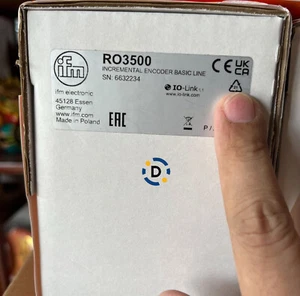 ifm
RO3500
INCREMENTAL ENCODER.BASIC LINE
SN: 6632234
CE UK CA
IO-Link
www.io-link.com
ifm electronic
45128 Essen
Germany
www.ifm.com
Made in Poland
EAC
P /
D